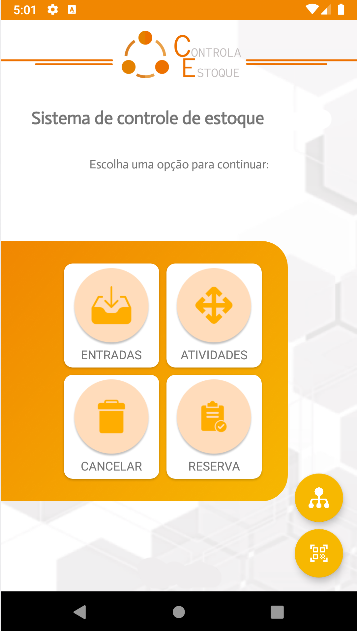 5:01
CONTROLA
ESTOQUE
Sistema de controle de estoque
Escolha uma opção para continuar:
ENTRADAS
ATIVIDADES
CANCELAR
RESERVA